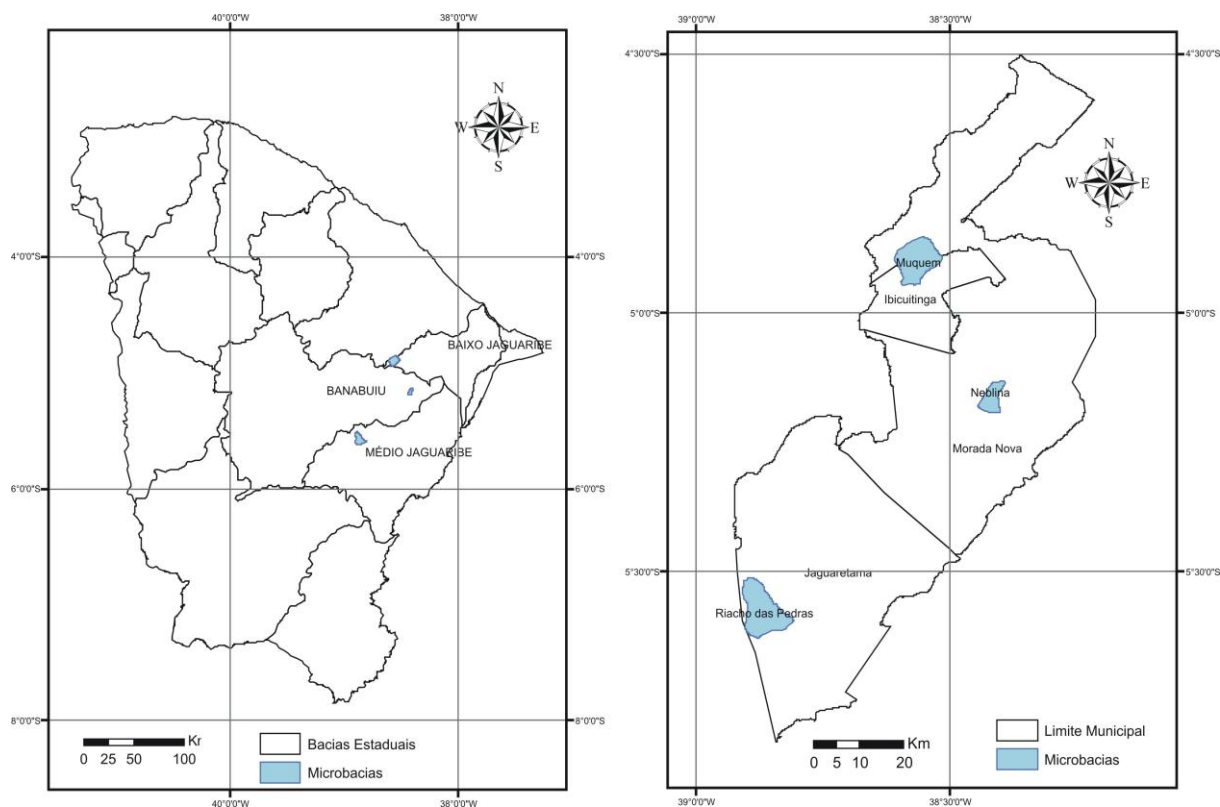 40°0'0"W
38°0'0"W
N
W
E
S
4°0'0"S
4°0'0"S
BAIXO JAGUARIBE
BANABUIU
MÉDIO JAGUARIBE
6°0'0"S
6°0'0"S
8°0'0"S
8°0'0"S
Kr
0 25 50 100
Bacias Estaduais
Microbacias
40°0'0"W
38°0'0"W
39°0'0"W
38°30'0"W
4°30'0"S
4°30'0"S
N
W
E
S
Muquem
Ibicuitinga
5°0'0"S
5°0'0"S
Neblina
Morada Nova
5°30'0"S
5°30'0"S
Jaguaretama
Riacho das Pedras
Km
0 5 10 20
Limite Municipal
Microbacias
39°0'0"W
38°30'0"W